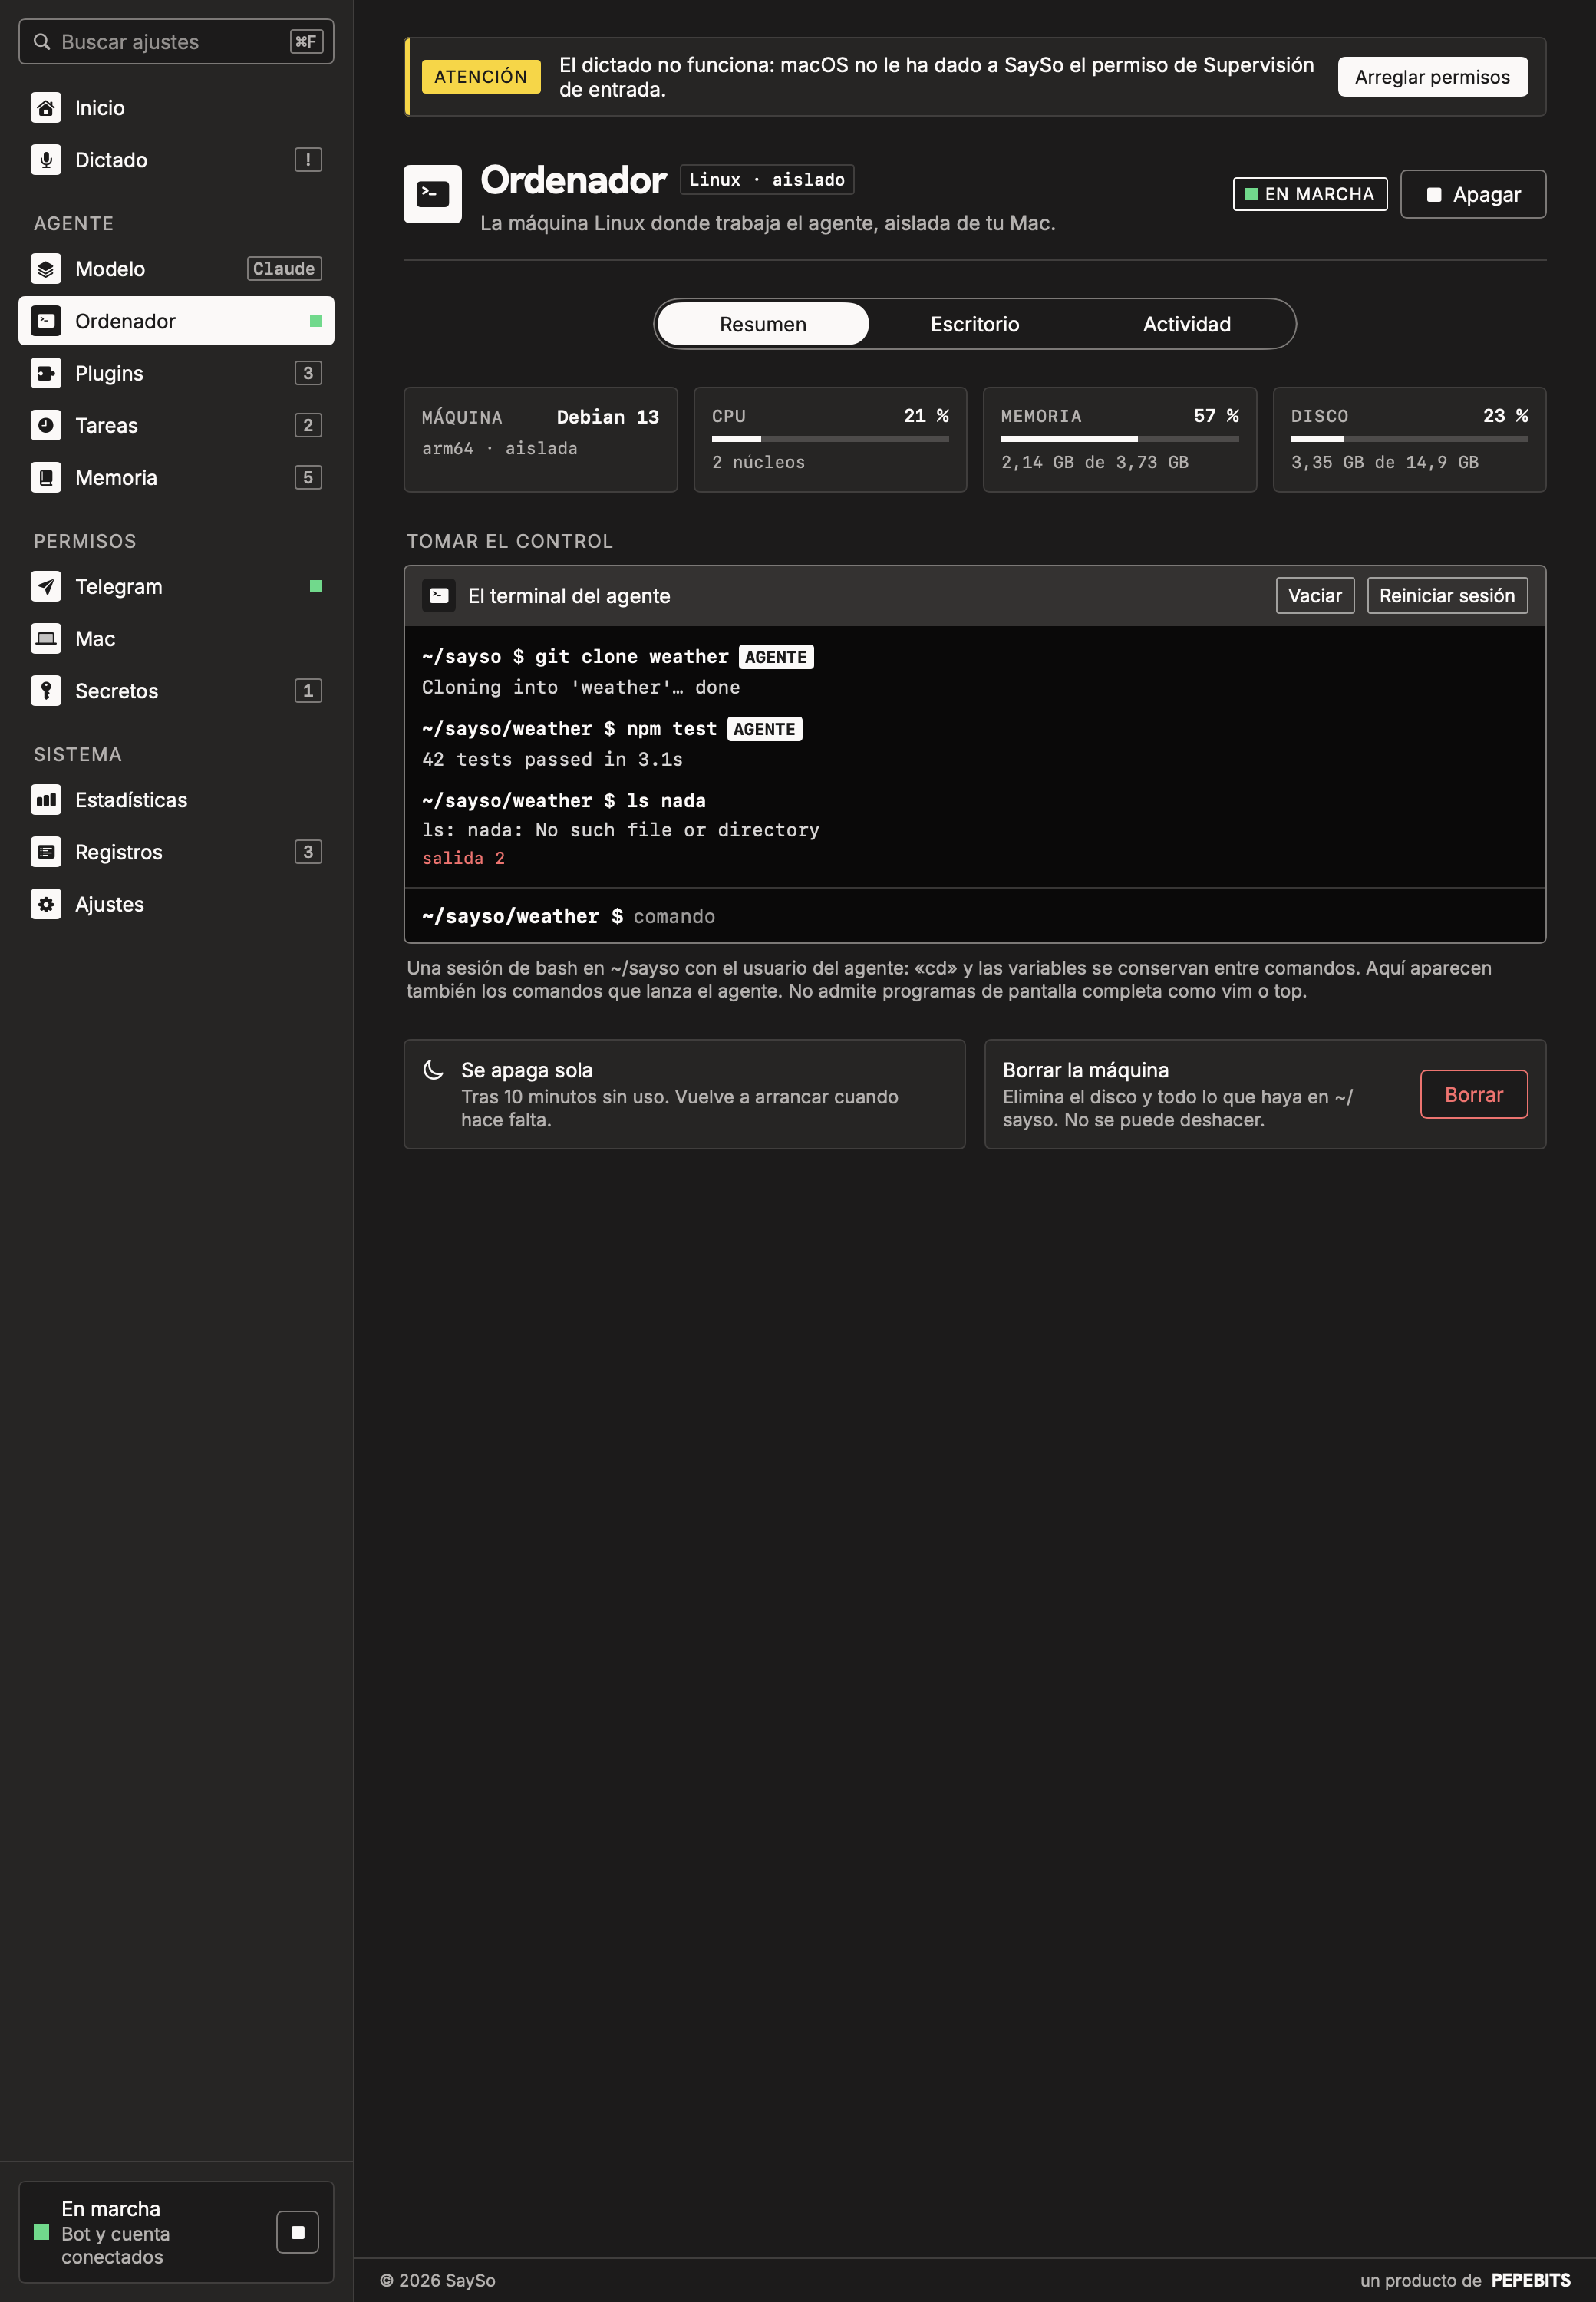 Buscar ajustes ⌘F
Inicio
Dictado !
AGENTE
Modelo Claude
Ordenador
Plugins 3
Tareas 2
Memoria 5
PERMISOS
Telegram
Mac
Secretos 1
SISTEMA
Estadísticas
Registros 3
Ajustes
En marcha
Bot y cuenta
conectados
ATENCIÓN
El dictado no funciona: macOS no le ha dado a SaySo el permiso de Supervisión
de entrada.
Arreglar permisos
Ordenador Linux · aislado
La máquina Linux donde trabaja el agente, aislada de tu Mac.
EN MARCHA
Apagar
Resumen Escritorio Actividad
MÁQUINA Debian 13
arm64 · aislada
CPU 21 %
2 núcleos
MEMORIA 57 %
2,14 GB de 3,73 GB
DISCO 23 %
3,35 GB de 14,9 GB
TOMAR EL CONTROL
El terminal del agente Vaciar Reiniciar sesión
~/sayso $ git clone weather AGENTE
Cloning into 'weather'… done
~/sayso/weather $ npm test AGENTE
42 tests passed in 3.1s
~/sayso/weather $ ls nada
ls: nada: No such file or directory
salida 2
~/sayso/weather $ comando
Una sesión de bash en ~/sayso con el usuario del agente: «cd» y las variables se conservan entre comandos. Aquí aparecen
también los comandos que lanza el agente. No admite programas de pantalla completa como vim o top.
Se apaga sola
Tras 10 minutos sin uso. Vuelve a arrancar cuando
hace falta.
Borrar la máquina
Elimina el disco y todo lo que haya en ~/
sayso. No se puede deshacer.
Borrar
© 2026 SaySo
un producto de PEPEBITS